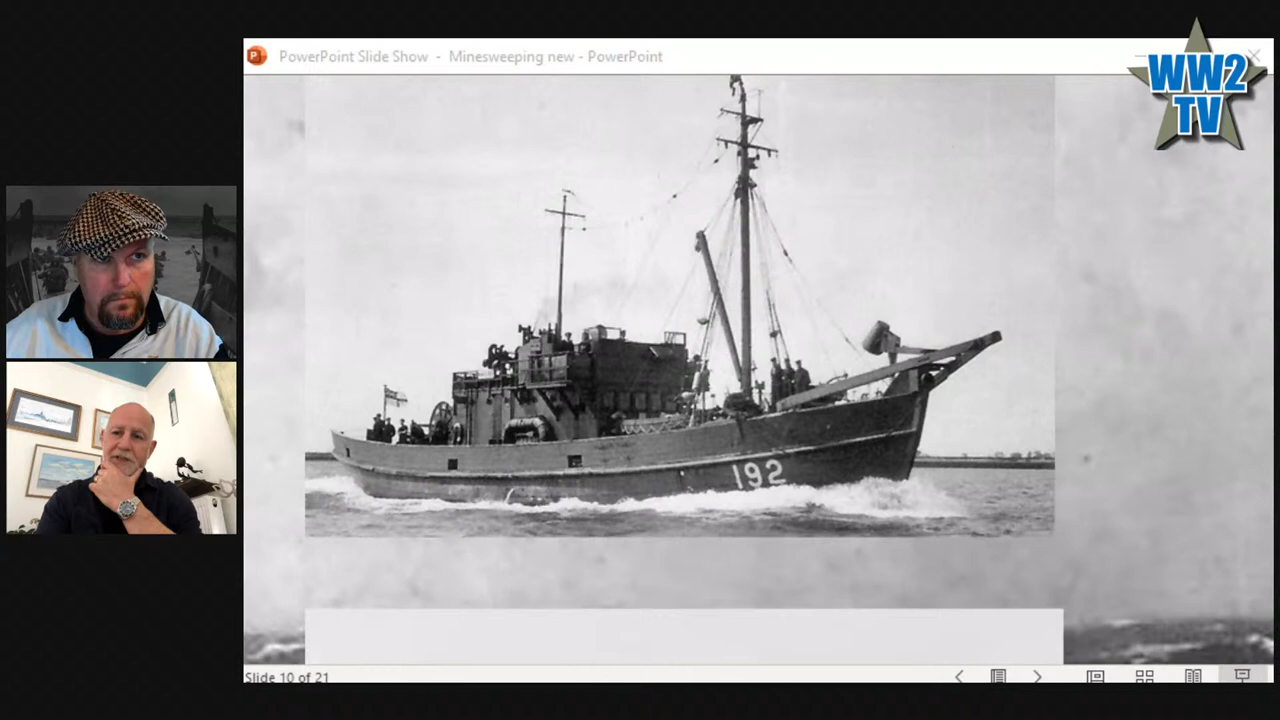 PowerPoint Slide Show - Minesweeping new - PowerPoint
WW2
TV
192
Slide 10 of 21